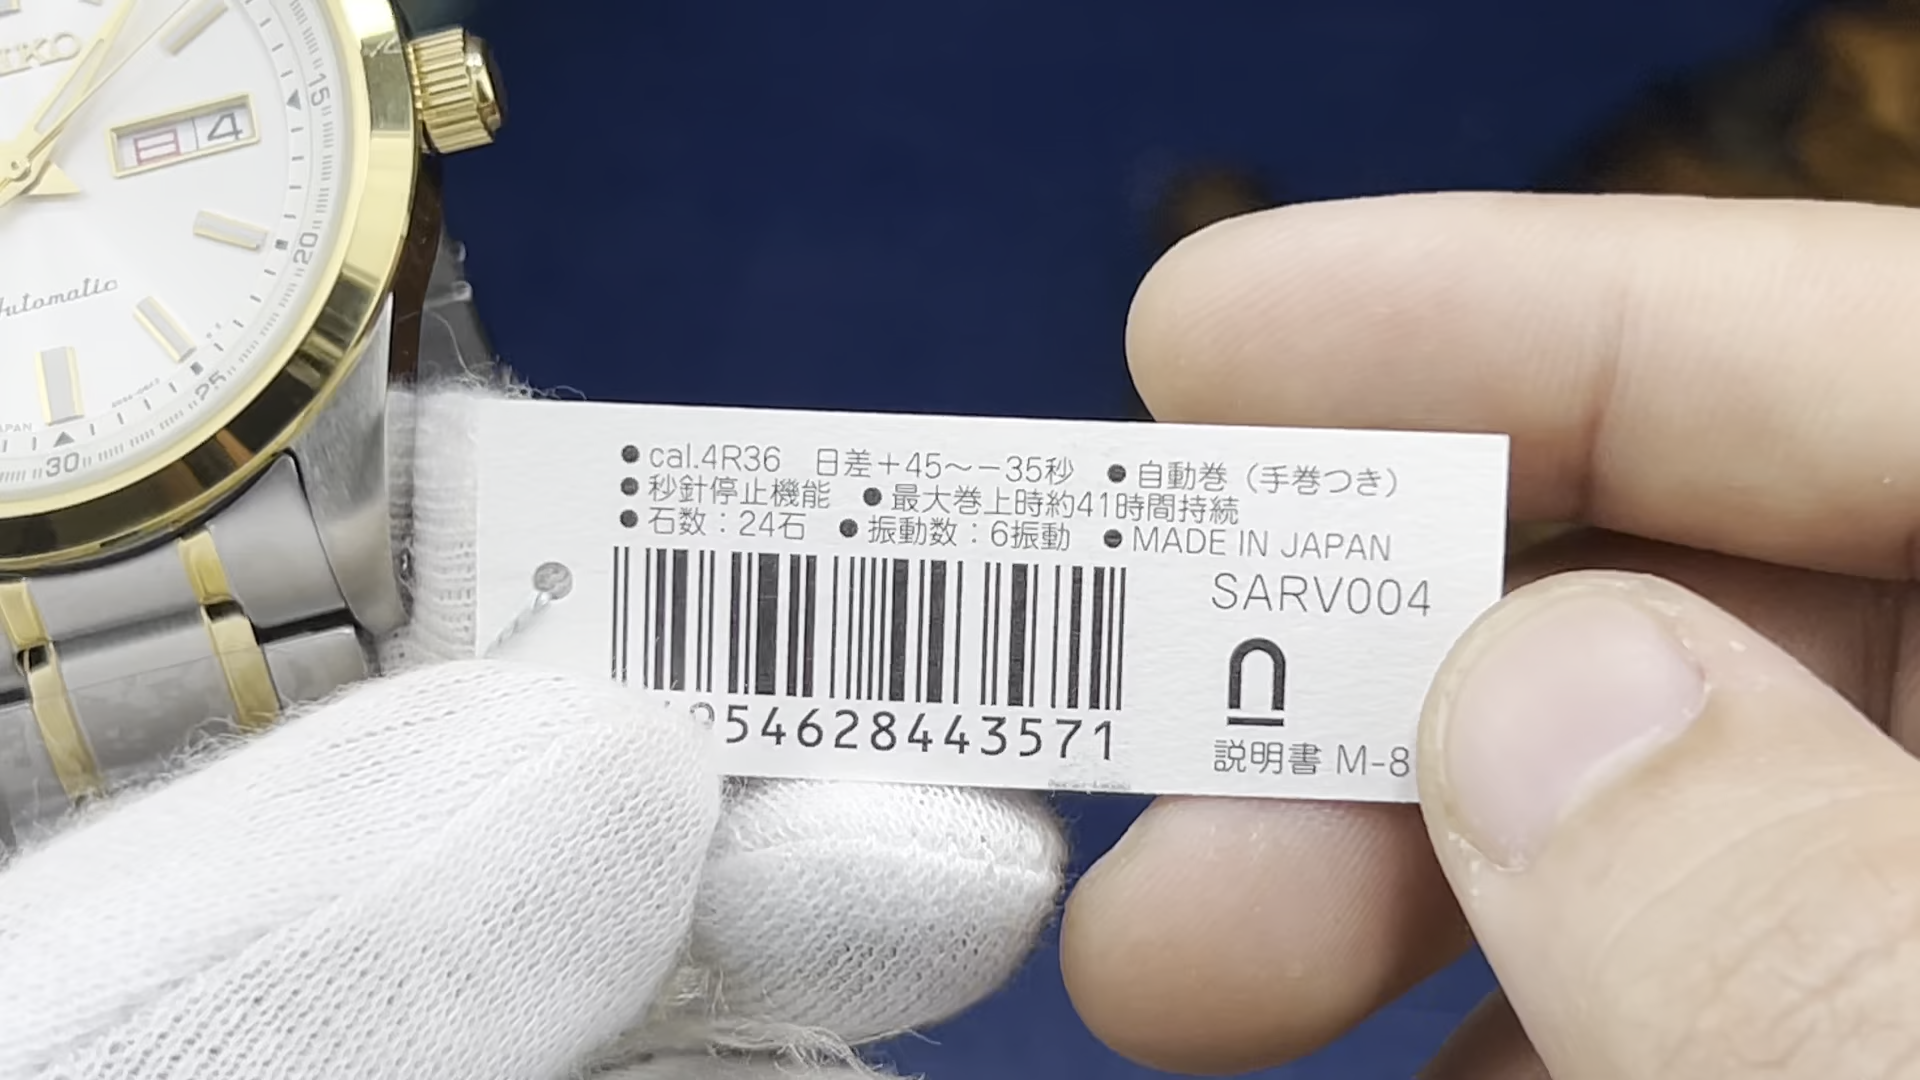 15
日 4
20
Automatic
25
30
●cal.4R36 日差+45～-35秒 ●自動巻（手巻つき）
●秒針停止機能 ●最大巻上時約41時間持続
●石数：24石 ●振動数：6振動 ●MADE IN JAPAN
SARV004
954628443571
説明書 M-8